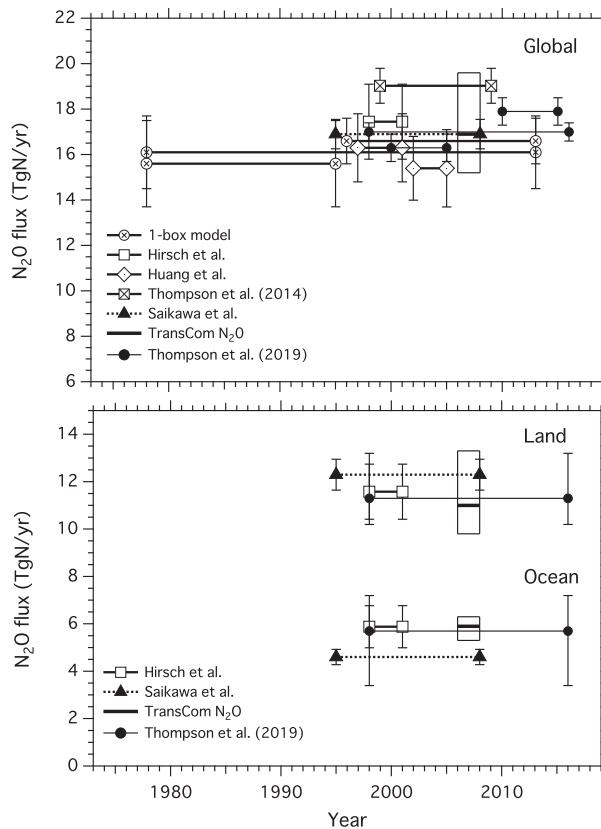 22
20
18
16
14
12
10
8
6
N2O flux (TgN/yr)
Global
1-box model
Hirsch et al.
Huang et al.
Thompson et al. (2014)
Saikawa et al.
TransCom N2O
Thompson et al. (2019)
14
12
10
8
6
4
2
0
N2O flux (TgN/yr)
Land
Ocean
Hirsch et al.
Saikawa et al.
TransCom N2O
Thompson et al. (2019)
1980 1990 2000 2010
Year